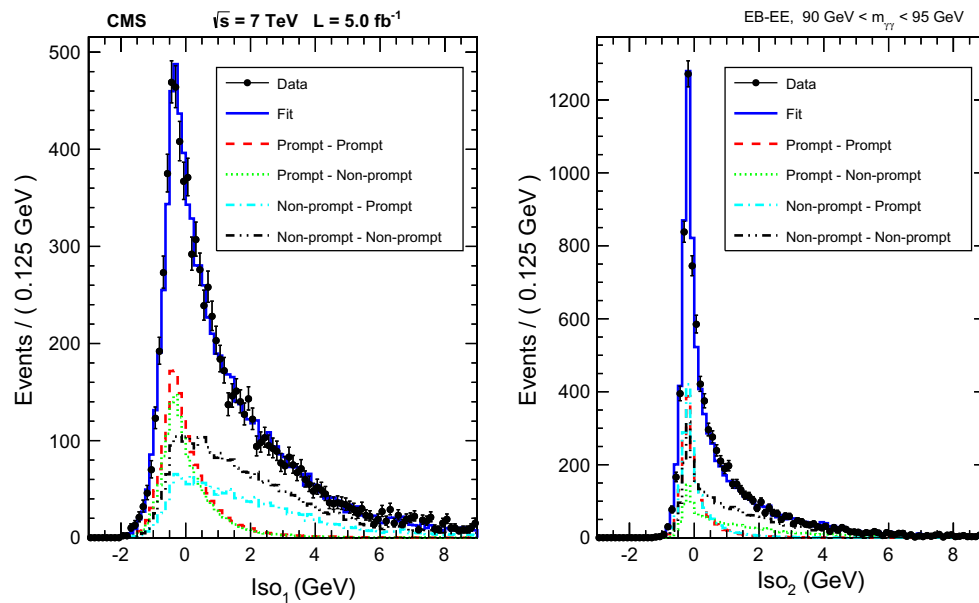 CMS √s = 7 TeV L = 5.0 fb⁻¹
EB-EE, 90 GeV < mγγ < 95 GeV
Events / ( 0.125 GeV)
500
400
300
200
100
0
Data
Fit
Prompt - Prompt
Prompt - Non-prompt
Non-prompt - Prompt
Non-prompt - Non-prompt
-2 0 2 4 6 8
Iso₁ (GeV)
Events / ( 0.125 GeV)
1200
1000
800
600
400
200
0
Data
Fit
Prompt - Prompt
Prompt - Non-prompt
Non-prompt - Prompt
Non-prompt - Non-prompt
-2 0 2 4 6 8
Iso₂ (GeV)